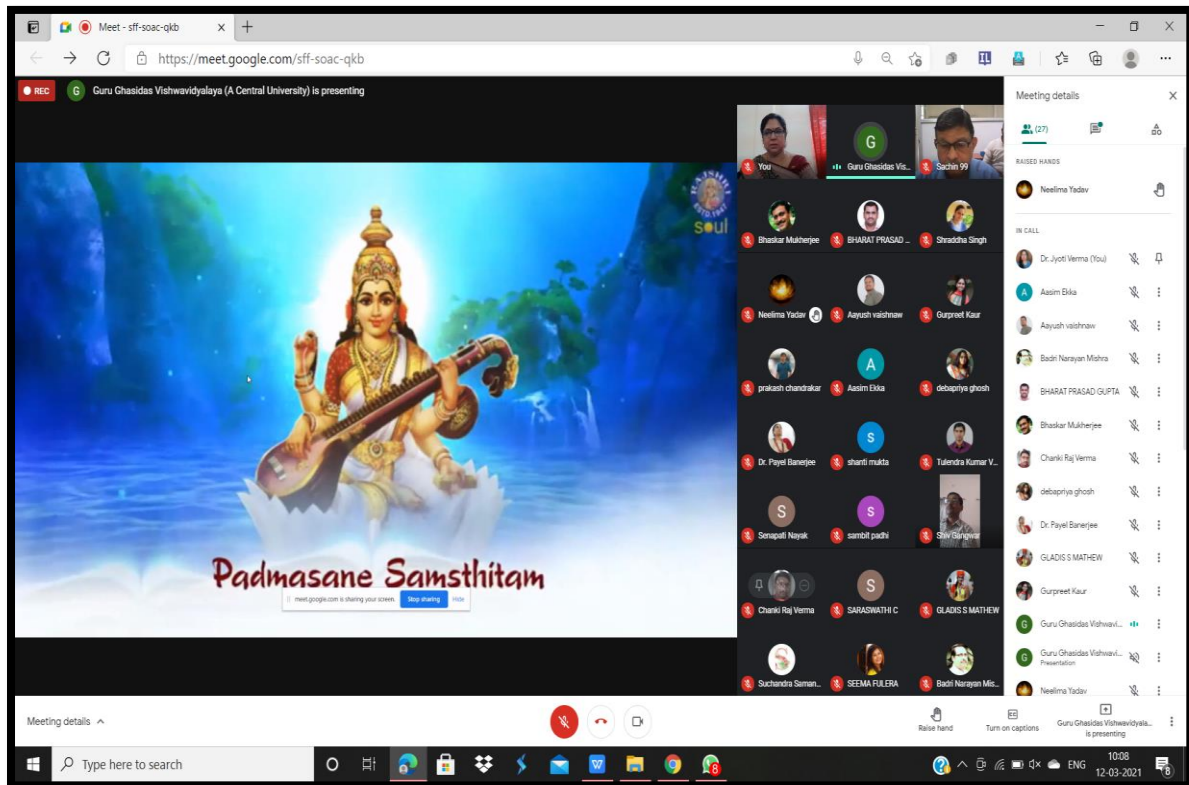 Meet - sff-soac-qkb
https://meet.google.com/sff-soac-qkb
REC
G
Guru Ghasidas Vishwavidyalaya (A Central University) is presenting
RAJSHRI
soul
Padmasane Samsthitam
meet.google.com is sharing your screen. Stop sharing Hide
You
G
Guru Ghasidas Vis...
Sachin 99
Bhaskar Mukherjee
BHARAT PRASAD ...
Shraddha Singh
Neelima Yadav
Aayush vaishnaw
Gurpreet Kaur
prakash chandrakar
A
Aasim Ekka
debapriya ghosh
Dr. Payel Banerjee
S
shanti mukta
Tulendra Kumar V...
S
Senapati Nayak
S
sambit padhi
Shiv Gangwar
Chanki Raj Verma
S
SARASWATHI C
GLADIS S MATHEW
Suchandra Saman...
SEEMA FULERA
Badri Narayan Mis...
Meeting details
(27)
RAISED HANDS
Neelima Yadav
IN CALL
Dr. Jyoti Verma (You)
A
Aasim Ekka
Aayush vaishnaw
Badri Narayan Mishra
BHARAT PRASAD GUPTA
Bhaskar Mukherjee
Chanki Raj Verma
debapriya ghosh
Dr. Payel Banerjee
GLADIS S MATHEW
Gurpreet Kaur
G
Guru Ghasidas Vishwavi...
G
Guru Ghasidas Vishwavi...
Presentation
Neelima Yadav
Meeting details
Raise hand
CC
Turn on captions
Guru Ghasidas Vishwavidyala...
is presenting
Type here to search
W
8
ENG
10:08
12-03-2021
8